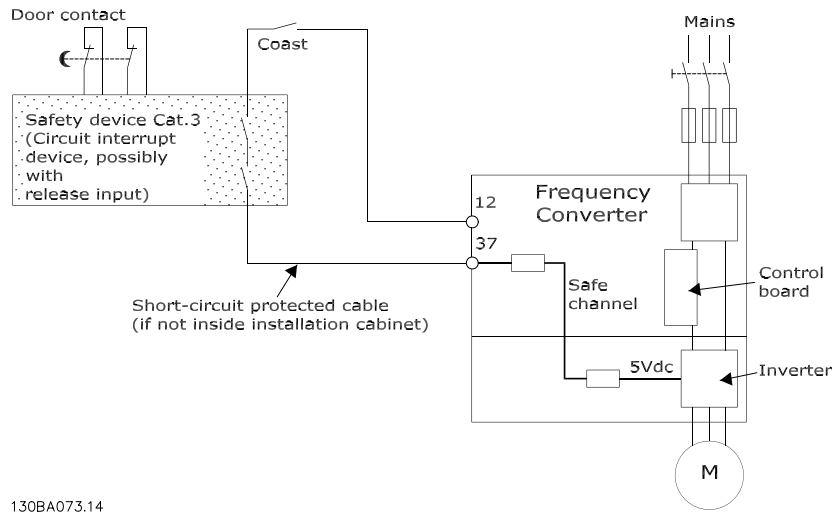 Door contact
Coast
Mains
Safety device Cat.3
(Circuit interrupt
device, possibly
with
release input)
Frequency
Converter
12
37
Safe
channel
Control
board
Short-circuit protected cable
(if not inside installation cabinet)
5Vdc
Inverter
M
130BA073.14